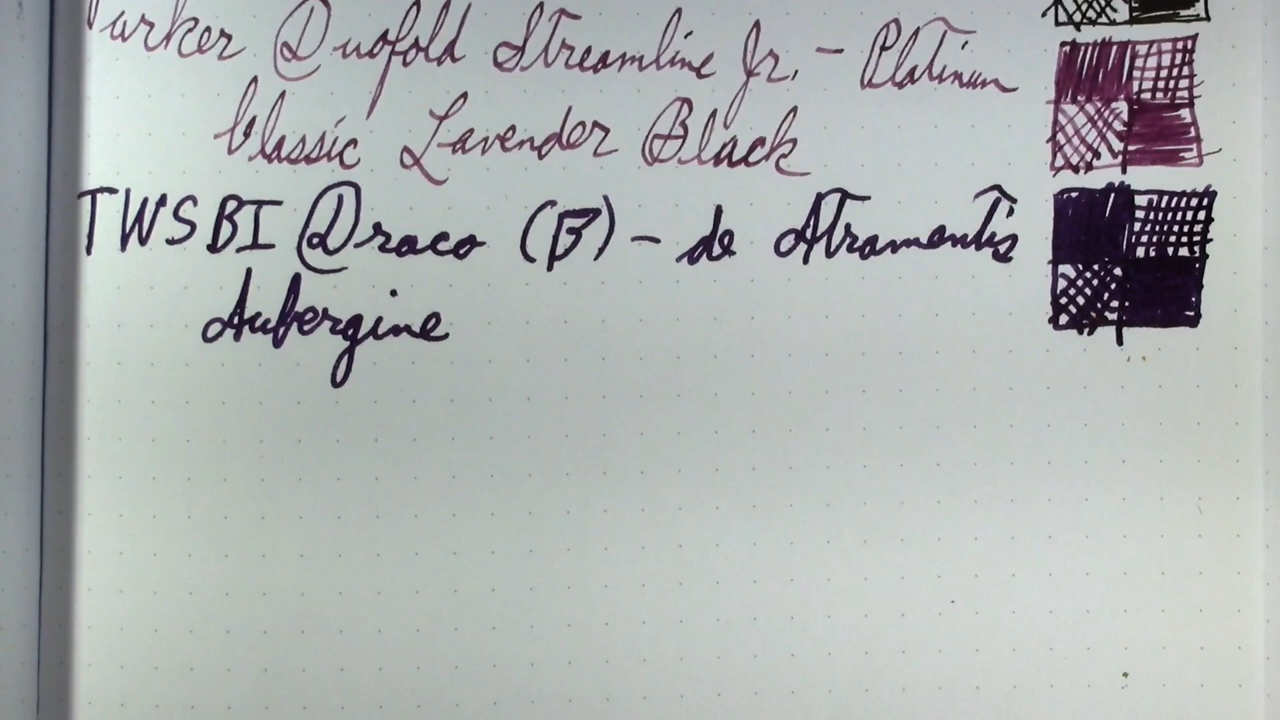 Parker Duofold Streamline Jr. - Platinum
Classic Lavender Black
TWSBI Draco (B) - de Atramentis
Aubergine